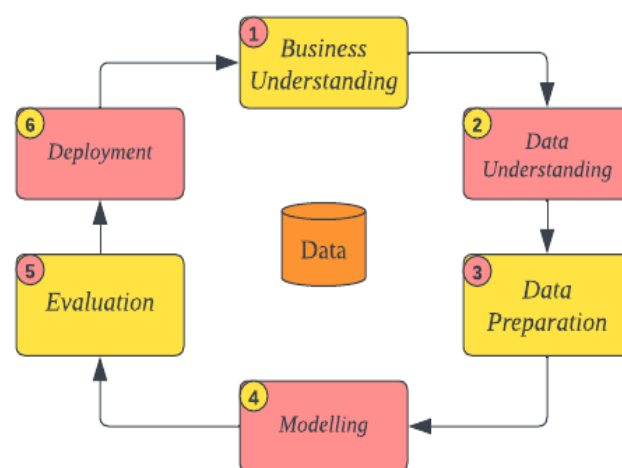 1
Business
Understanding
2
Data
Understanding
3
Data
Preparation
4
Modelling
5
Evaluation
6
Deployment
Data